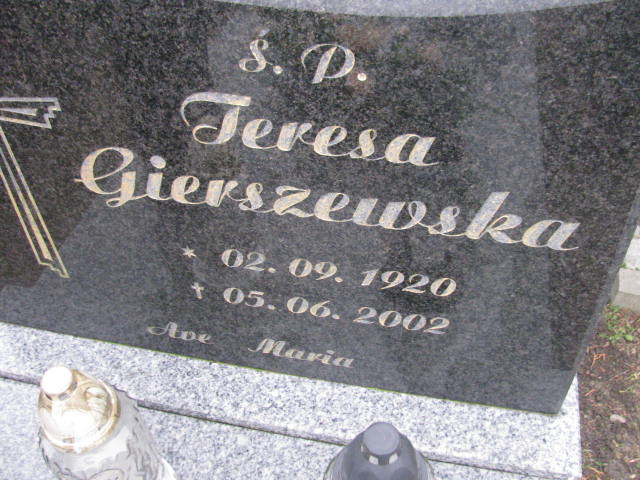 Ś. P.
Teresa
Gierszewska
* 02. 09. 1920
† 05. 06. 2002
Ave Maria